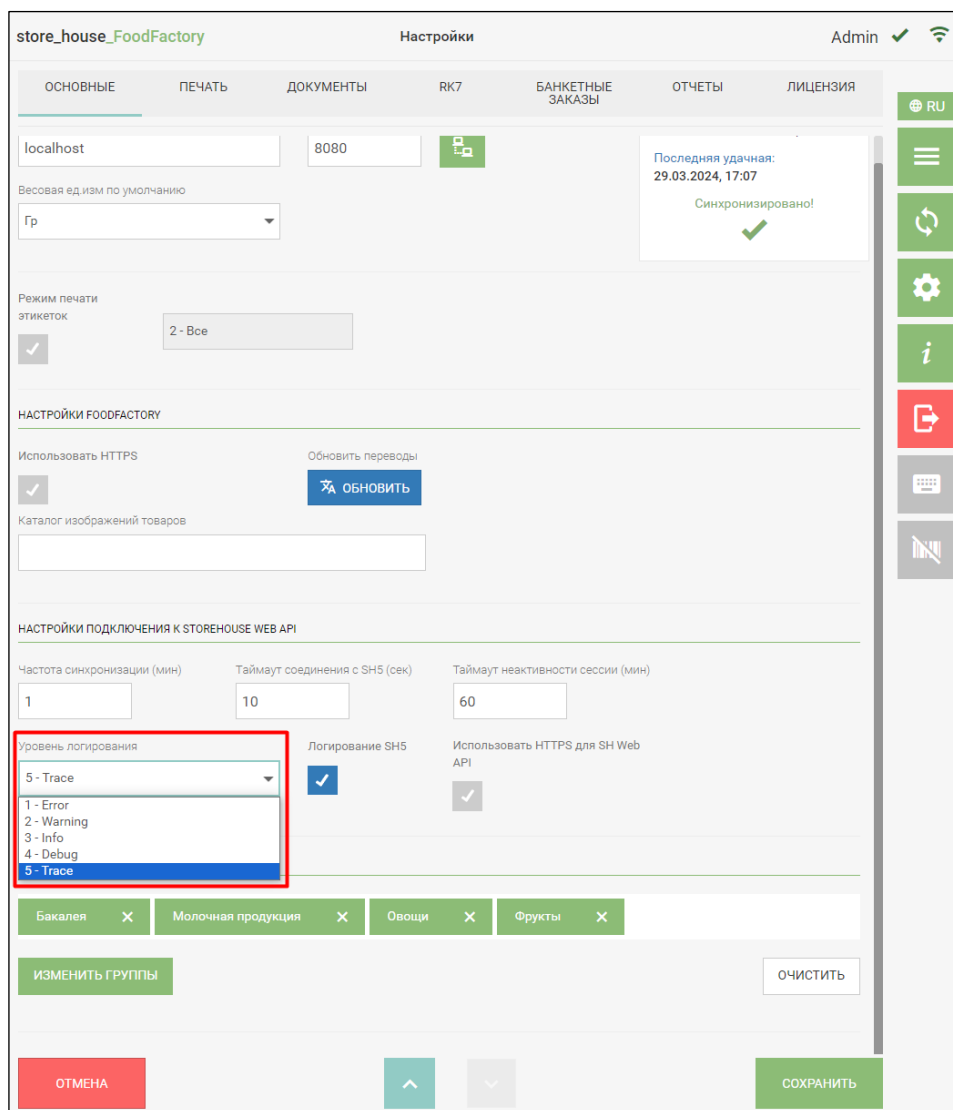 store_house_FoodFactory
Настройки
Admin
ОСНОВНЫЕ
ПЕЧАТЬ
ДОКУМЕНТЫ
RK7
БАНКЕТНЫЕ
ЗАКАЗЫ
ОТЧЕТЫ
ЛИЦЕНЗИЯ
RU
localhost
8080
Последняя удачная:
29.03.2024, 17:07
Синхронизировано!
Весовая ед.изм по умолчанию
Гр
Режим печати
этикеток
2 - Все
НАСТРОЙКИ FOODFACTORY
Использовать HTTPS
Обновить переводы
ОБНОВИТЬ
Каталог изображений товаров
НАСТРОЙКИ ПОДКЛЮЧЕНИЯ К STOREHOUSE WEB API
Частота синхронизации (мин)
Таймаут соединения с SH5 (сек)
Таймаут неактивности сессии (мин)
1
10
60
Уровень логирования
Логирование SH5
Использовать HTTPS для SH Web
API
5 - Trace
1 - Error
2 - Warning
3 - Info
4 - Debug
5 - Trace
Бакалея
Молочная продукция
Овощи
Фрукты
ИЗМЕНИТЬ ГРУППЫ
ОЧИСТИТЬ
ОТМЕНА
СОХРАНИТЬ